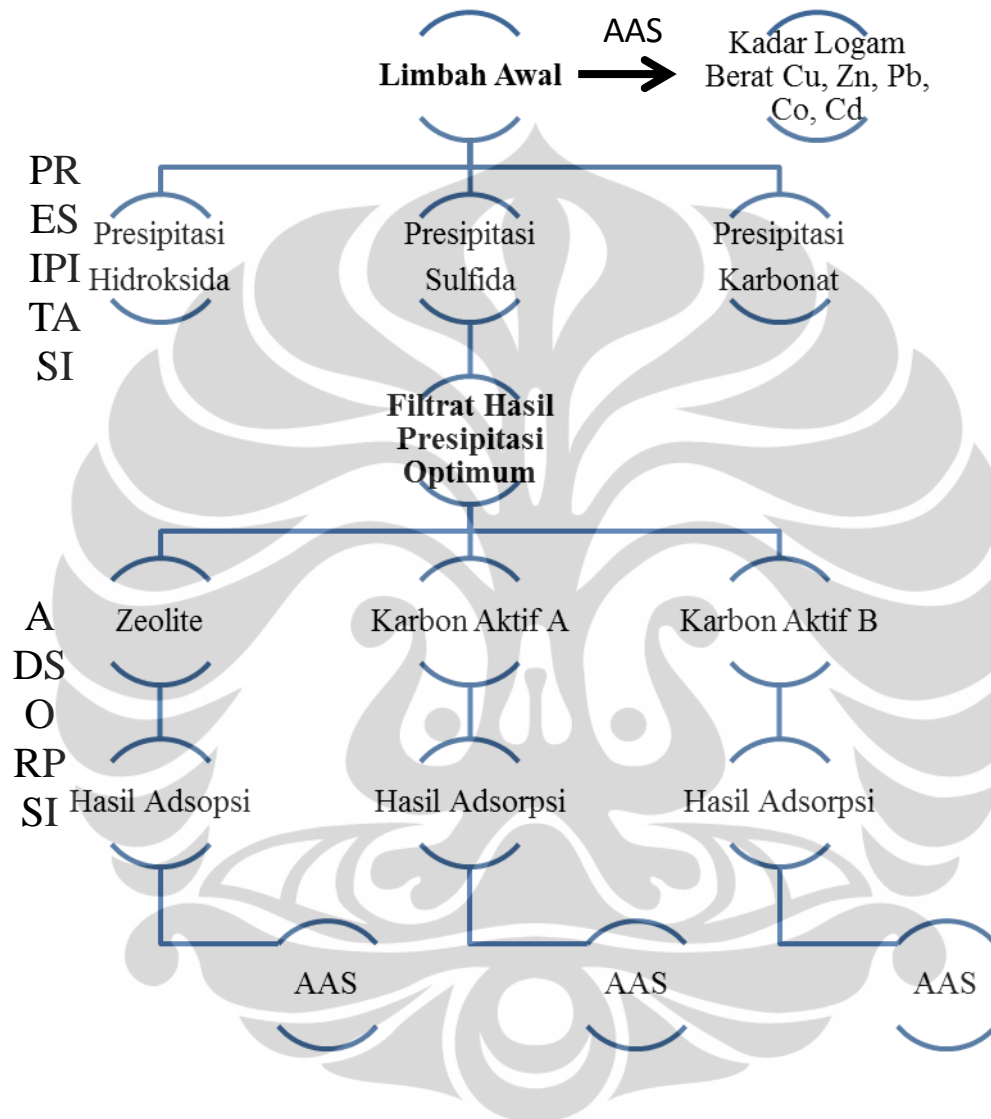 AAS
Limbah Awal
Kadar Logam
Berat Cu, Zn, Pb,
Co, Cd
PR
ES
IPI
TA
SI
Presipitasi
Hidroksida
Presipitasi
Sulfida
Presipitasi
Karbonat
Filtrat Hasil
Presipitasi
Optimum
A
DS
O
RP
SI
Zeolite
Karbon Aktif A
Karbon Aktif B
Hasil Adsopsi
Hasil Adsorpsi
Hasil Adsorpsi
AAS
AAS
AAS